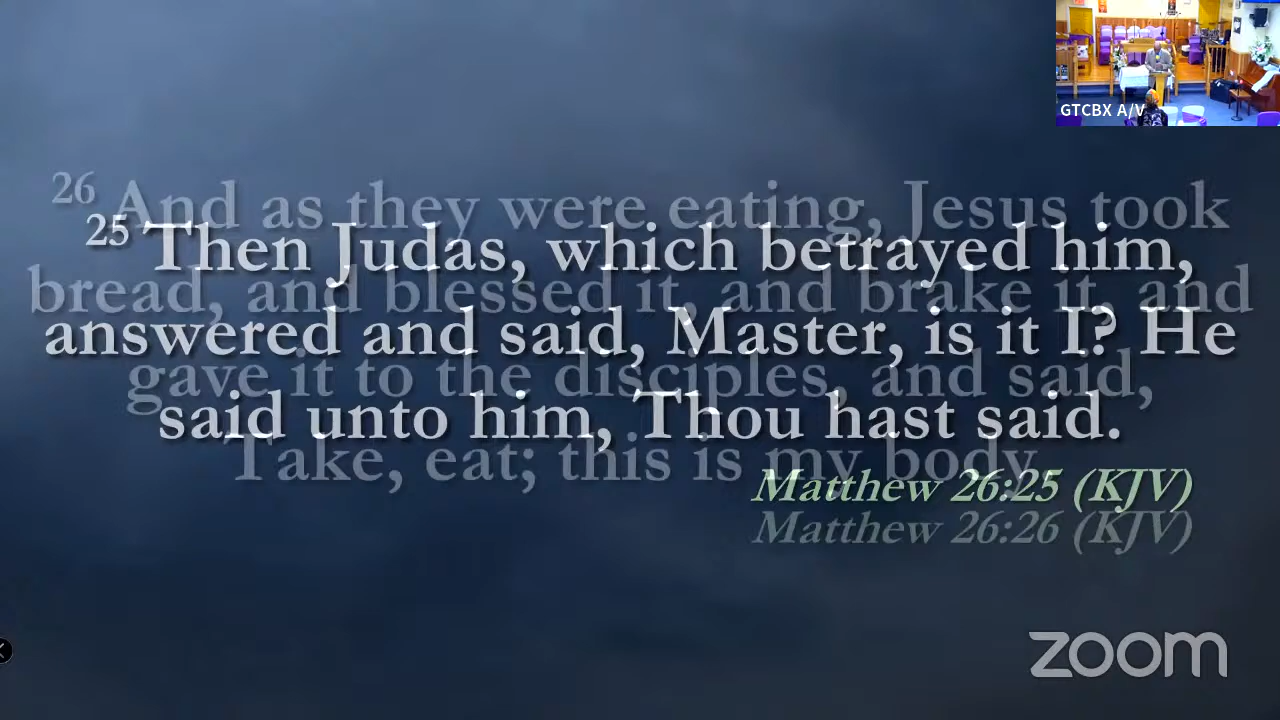 GTCBX A/V
25 Then Judas, which betrayed him,
answered and said, Master, is it I? He
said unto him, Thou hast said.
Matthew 26:25 (KJV)
26 And as they were eating, Jesus took
bread, and blessed it, and brake it, and
gave it to the disciples, and said,
Take, eat; this is my body.
Matthew 26:26 (KJV)
zoom